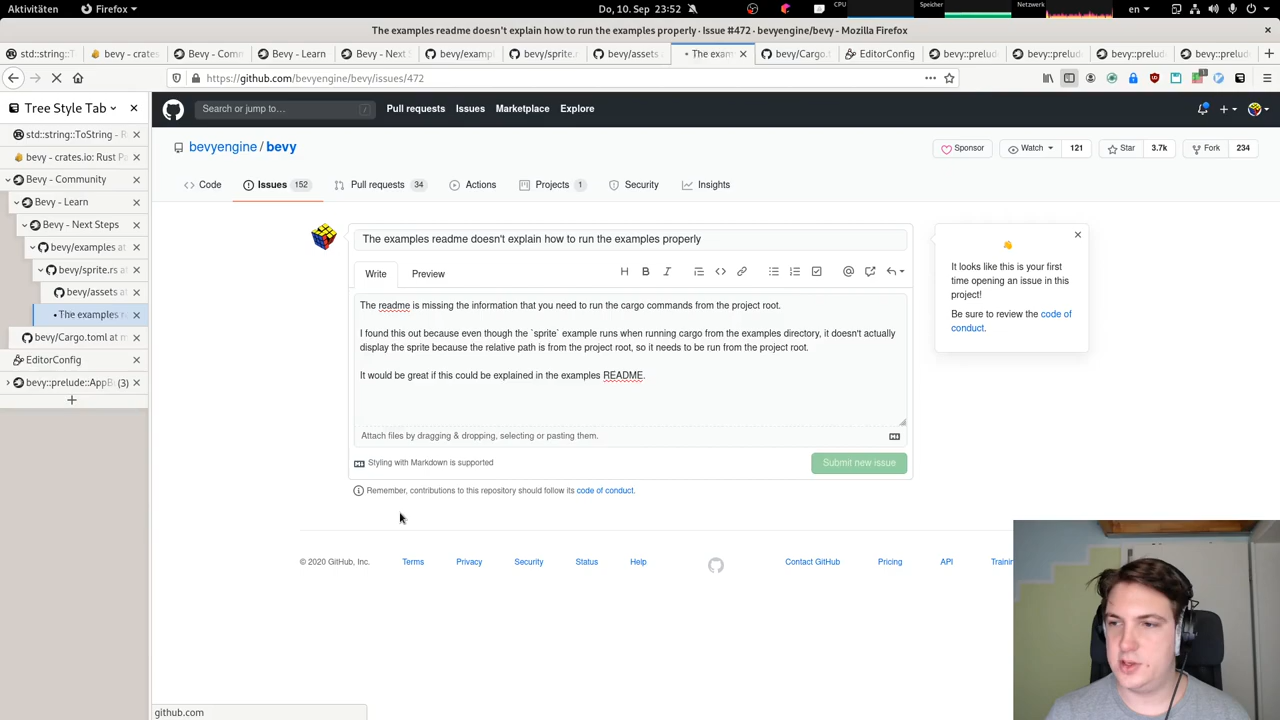 Aktivitäten Firefox Do, 10. Sep 23:52 CPU Speicher Netzwerk en
The examples readme doesn't explain how to run the examples properly · Issue #472 · bevyengine/bevy - Mozilla Firefox
std::string::T bevy - crates Bevy - Com Bevy - Learn Bevy - Next bevy/examp bevy/sprite. bevy/assets • The exam bevy/Cargo.t EditorConfig bevy::prelud bevy::prelud bevy::prelud bevy::prelud
https://github.com/bevyengine/bevy/issues/472
Tree Style Tab
std::string::ToString - R
bevy - crates.io: Rust Pa
Bevy - Community
Bevy - Learn
Bevy - Next Steps
bevy/examples at
bevy/sprite.rs a
bevy/assets at
• The examples r
bevy/Cargo.toml at m
EditorConfig
bevy::prelude::AppB (3)
Search or jump to… /
Pull requests Issues Marketplace Explore
bevyengine / bevy
Sponsor Watch 121 Star 3.7k Fork 234
Code Issues 152 Pull requests 34 Actions Projects 1 Security Insights
The examples readme doesn't explain how to run the examples properly
Write Preview
The readme is missing the information that you need to run the cargo commands from the project root.
I found this out because even though the `sprite` example runs when running cargo from the examples directory, it doesn't actually
display the sprite because the relative path is from the project root, so it needs to be run from the project root.
It would be great if this could be explained in the examples README.
Attach files by dragging & dropping, selecting or pasting them.
Styling with Markdown is supported
Submit new issue
Remember, contributions to this repository should follow its code of conduct.
It looks like this is your first
time opening an issue in this
project!
Be sure to review the code of
conduct.
© 2020 GitHub, Inc. Terms Privacy Security Status Help Contact GitHub Pricing API Trainin
github.com